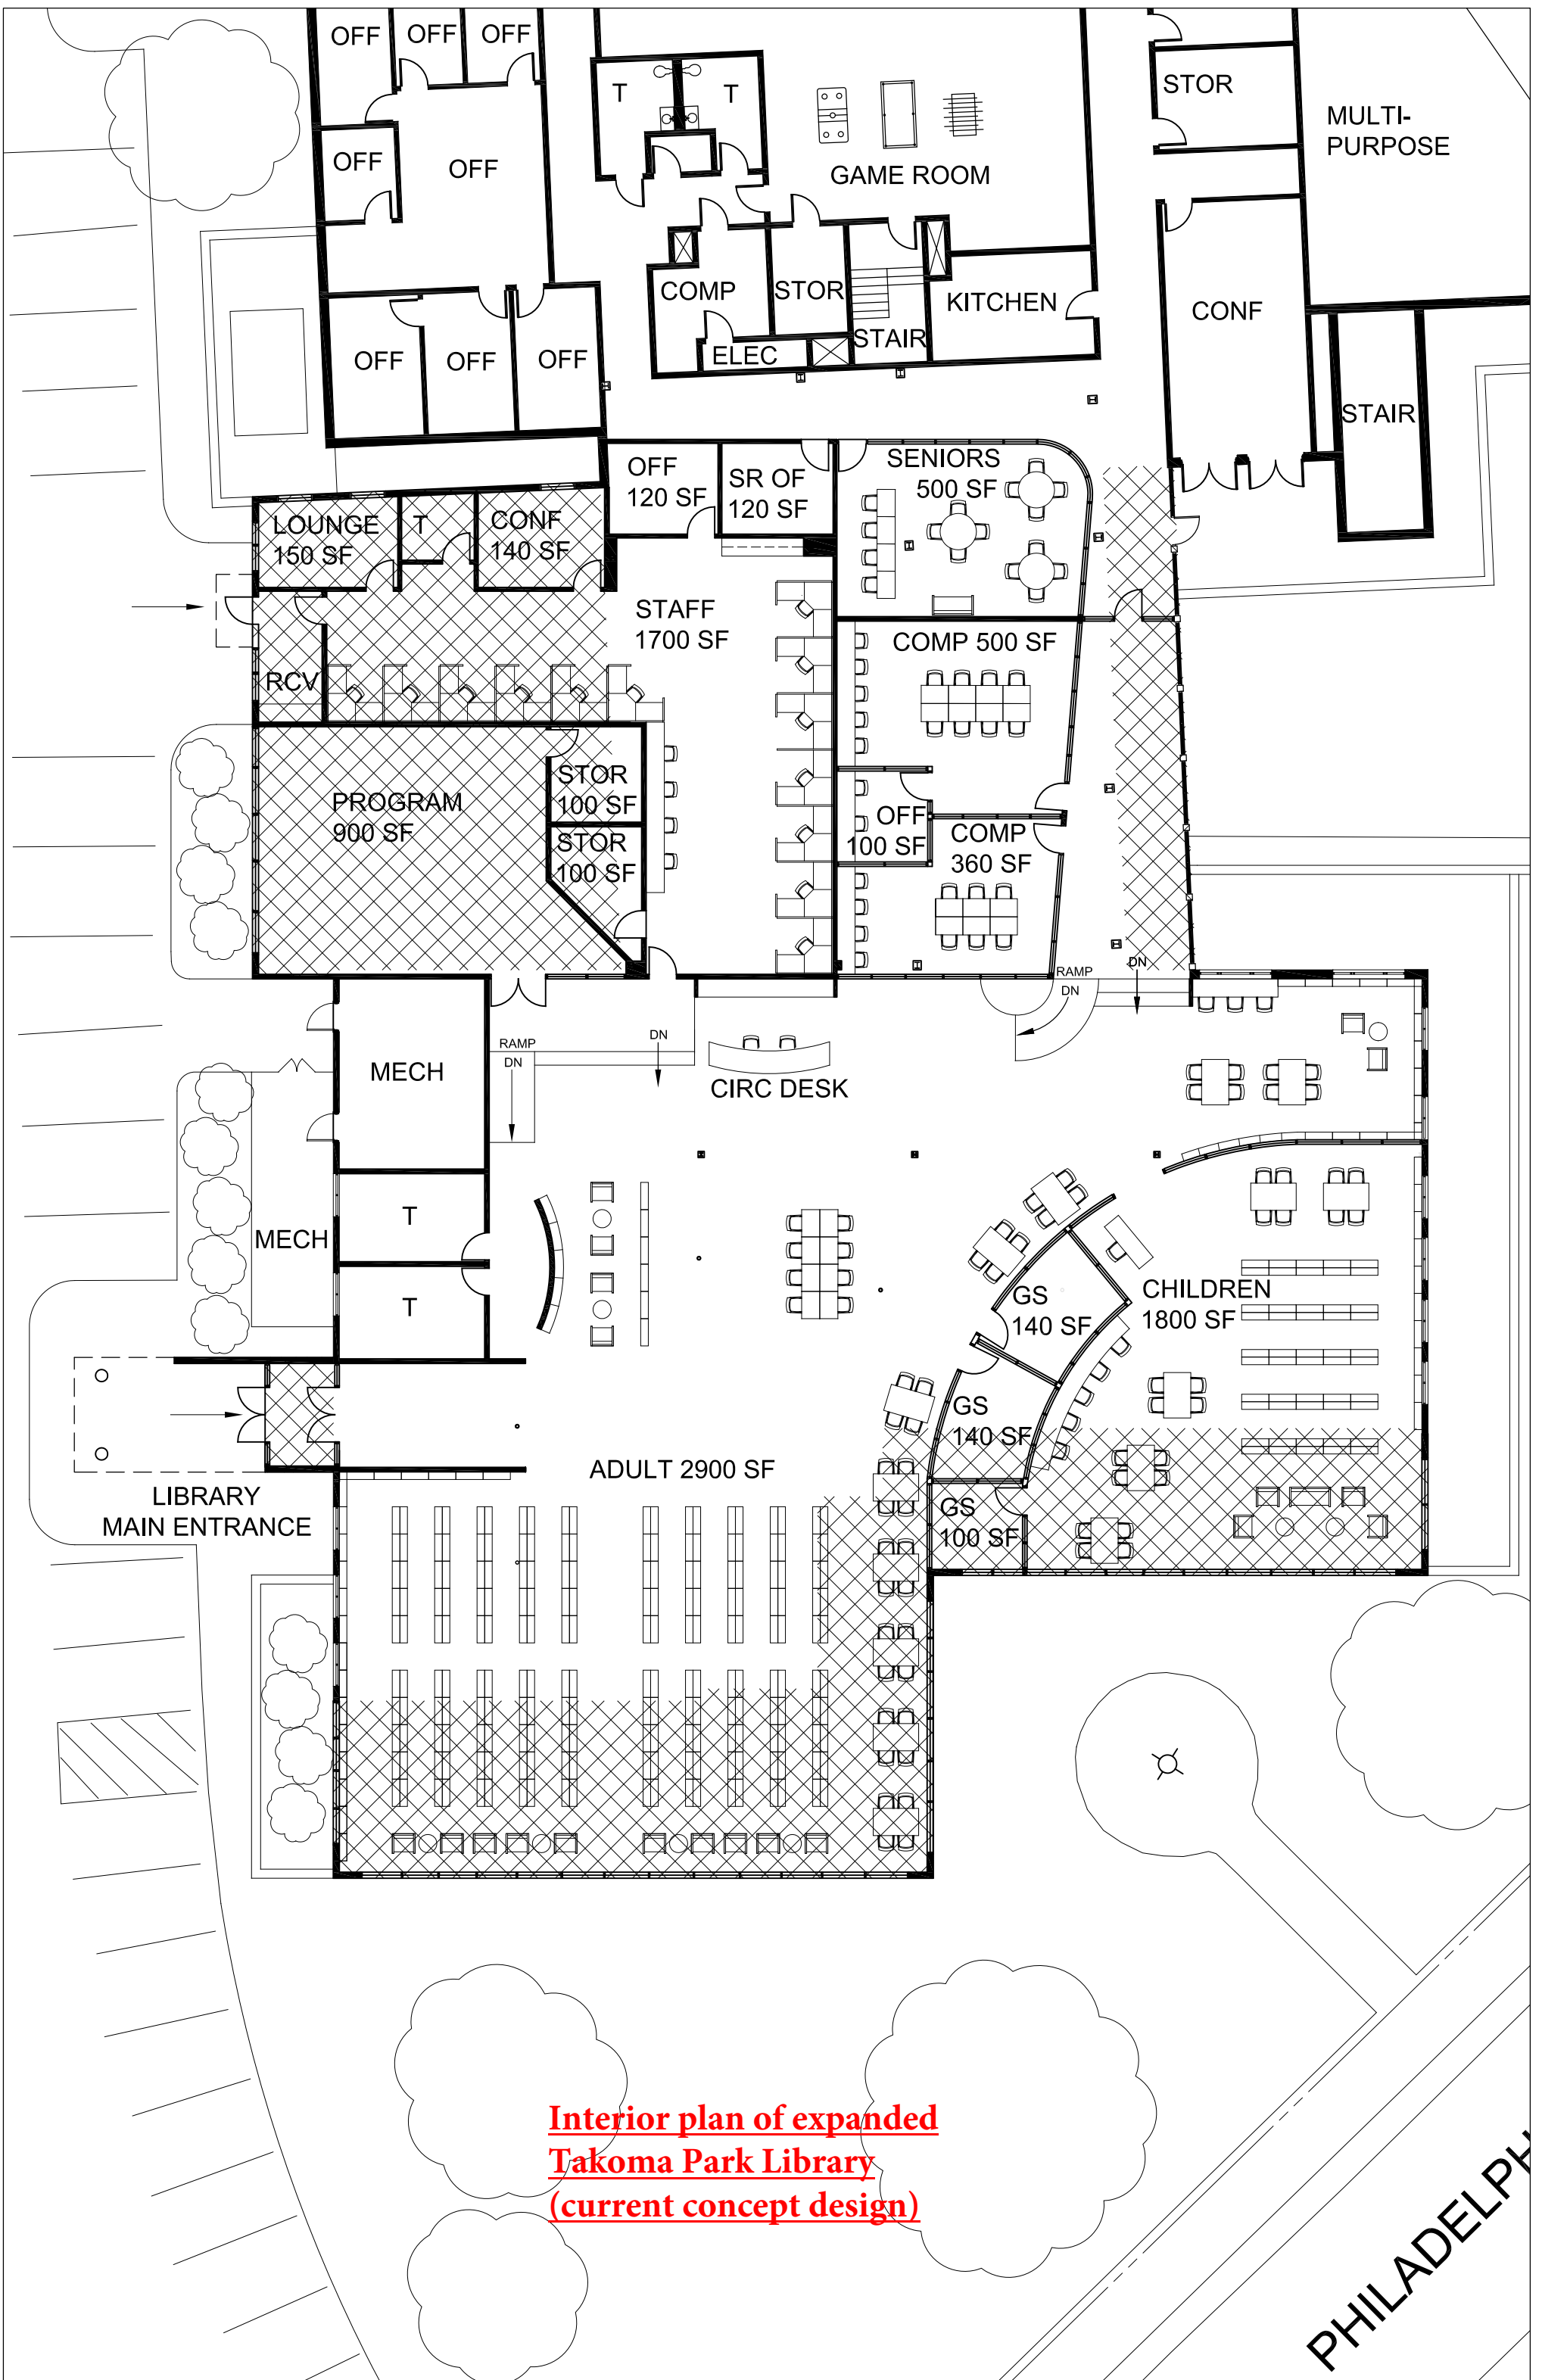 OFF
OFF
OFF
T
T
STOR
MULTI-
PURPOSE
OFF
OFF
GAME ROOM
COMP
STOR
KITCHEN
CONF
STAIR
ELEC
OFF
OFF
OFF
STAIR
OFF
120 SF
SR OF
120 SF
SENIORS
500 SF
LOUNGE
150 SF
T
CONF
140 SF
STAFF
1700 SF
COMP 500 SF
RCV
PROGRAM
900 SF
STOR
100 SF
STOR
100 SF
OFF
100 SF
COMP
360 SF
RAMP
DN
DN
RAMP
DN
DN
MECH
CIRC DESK
T
MECH
T
GS
140 SF
CHILDREN
1800 SF
GS
140 SF
ADULT 2900 SF
LIBRARY
MAIN ENTRANCE
GS
100 SF
Interior plan of expanded
Takoma Park Library
(current concept design)
PHILADELPH